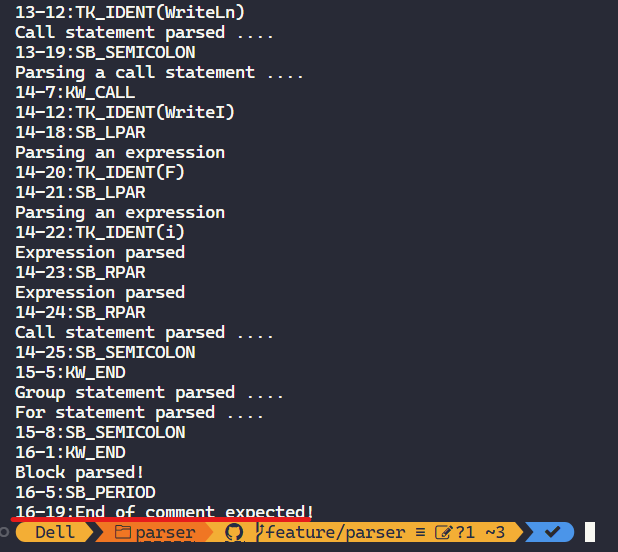 13-12:TK_IDENT(WriteLn)
Call statement parsed ....
13-19:SB_SEMICOLON
Parsing a call statement ....
14-7:KW_CALL
14-12:TK_IDENT(WriteI)
14-18:SB_LPAR
Parsing an expression
14-20:TK_IDENT(F)
14-21:SB_LPAR
Parsing an expression
14-22:TK_IDENT(i)
Expression parsed
14-23:SB_RPAR
Expression parsed
14-24:SB_RPAR
Call statement parsed ....
14-25:SB_SEMICOLON
15-5:KW_END
Group statement parsed ....
For statement parsed ....
15-8:SB_SEMICOLON
16-1:KW_END
Block parsed!
16-5:SB_PERIOD
16-19:End of comment expected!
Dell parser feature/parser ≡ ?1 ~3